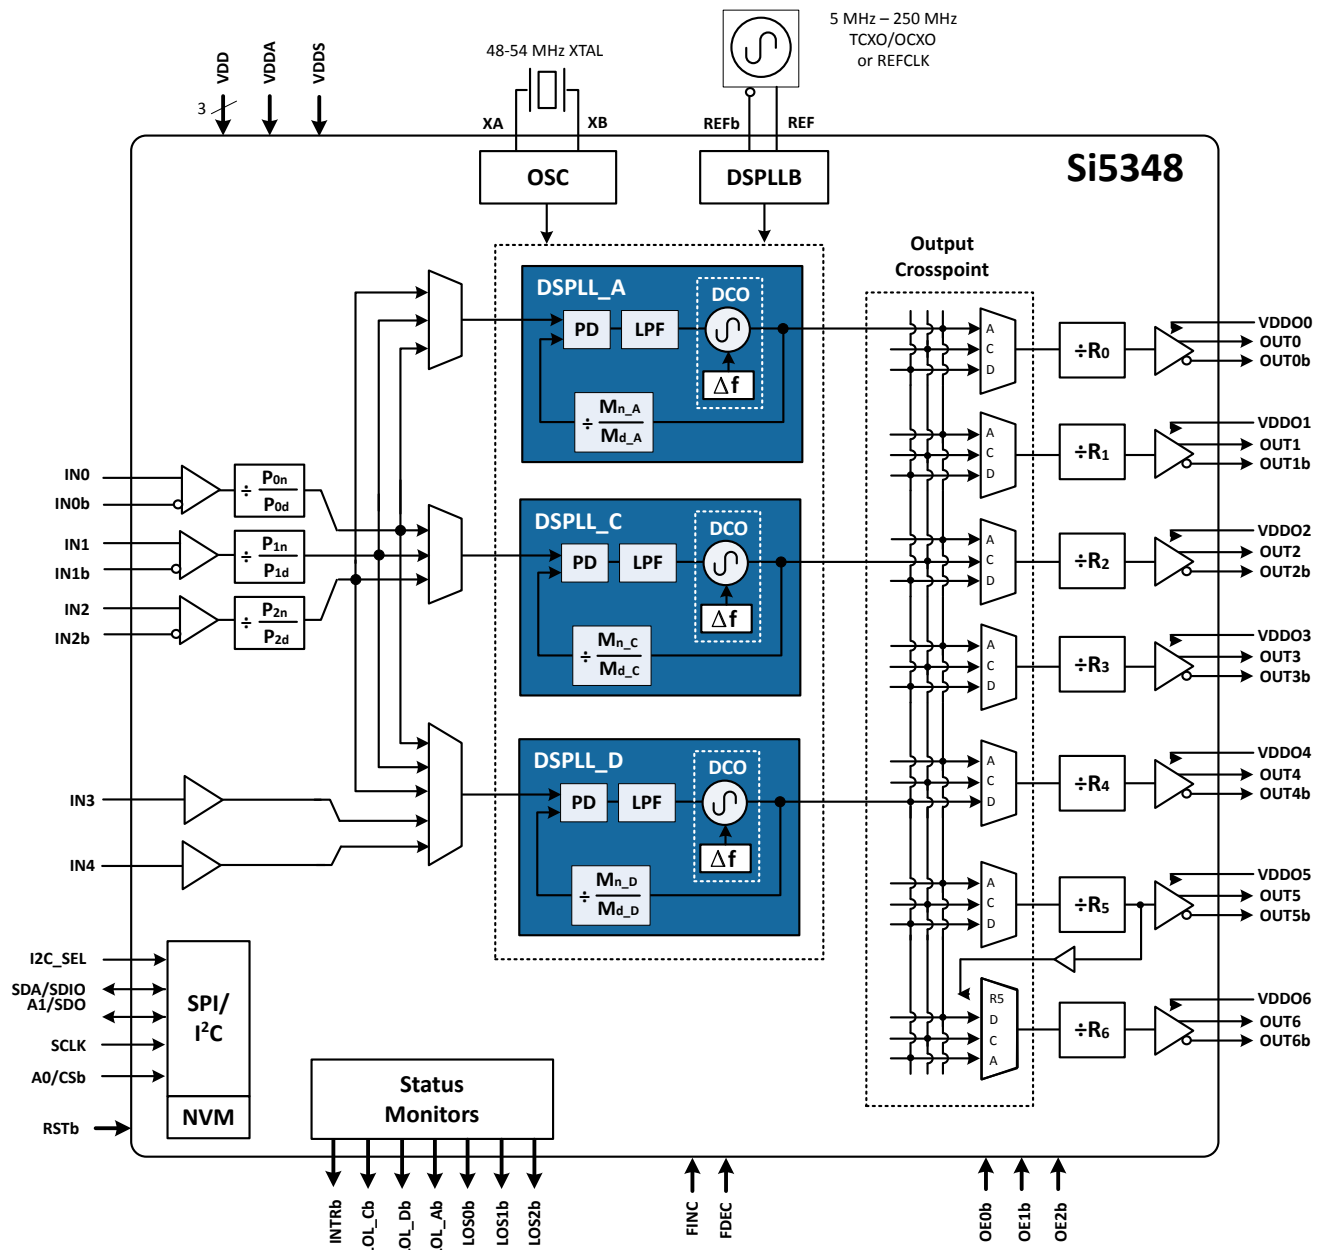 5 MHz – 250 MHz
TCXO/OCXO
or REFCLK
48-54 MHz XTAL
VDD
VDDA
VDDS
3
XA
XB
REFb
REF
Si5348
OSC
DSPLLB
Output
Crosspoint
DSPLL_A
DCO
PD
LPF
Δf
÷ Mn_A
Md_A
DSPLL_C
DCO
PD
LPF
Δf
÷ Mn_C
Md_C
DSPLL_D
DCO
PD
LPF
Δf
÷ Mn_D
Md_D
IN0
IN0b
÷ P0n
P0d
IN1
IN1b
÷ P1n
P1d
IN2
IN2b
÷ P2n
P2d
IN3
IN4
A
C
D
÷R0
VDDO0
OUT0
OUT0b
A
C
D
÷R1
VDDO1
OUT1
OUT1b
A
C
D
÷R2
VDDO2
OUT2
OUT2b
A
C
D
÷R3
VDDO3
OUT3
OUT3b
A
C
D
÷R4
VDDO4
OUT4
OUT4b
A
C
D
÷R5
VDDO5
OUT5
OUT5b
R5
D
C
A
÷R6
VDDO6
OUT6
OUT6b
I2C_SEL
SDA/SDIO
A1/SDO
SCLK
A0/CSb
RSTb
SPI/
I²C
NVM
Status
Monitors
INTRb
LOL_Cb
LOL_Db
LOL_Ab
LOS0b
LOS1b
LOS2b
FINC
FDEC
OE0b
OE1b
OE2b